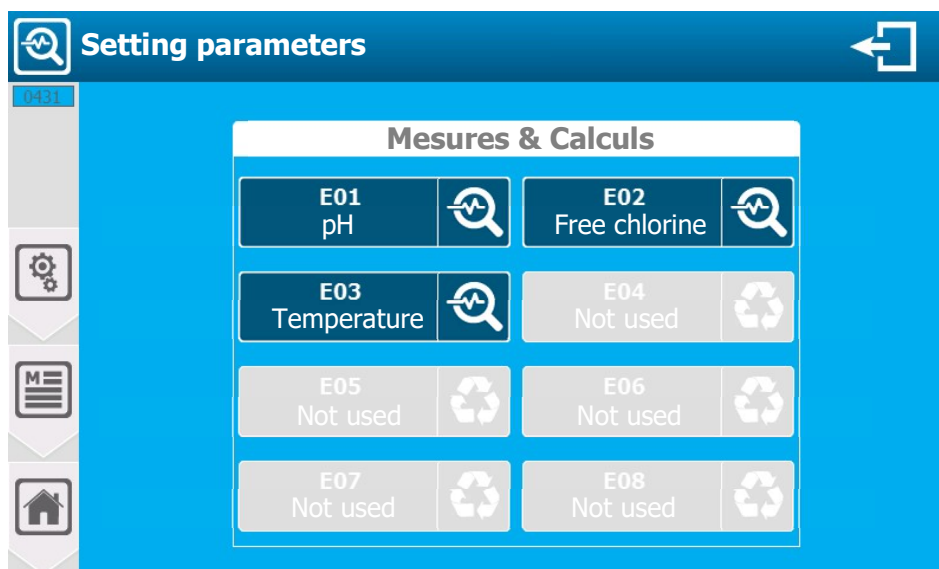 Setting parameters
0431
Mesures & Calculs
E01
pH
E02
Free chlorine
E03
Temperature
E04
Not used
E05
Not used
E06
Not used
M
E07
Not used
E08
Not used